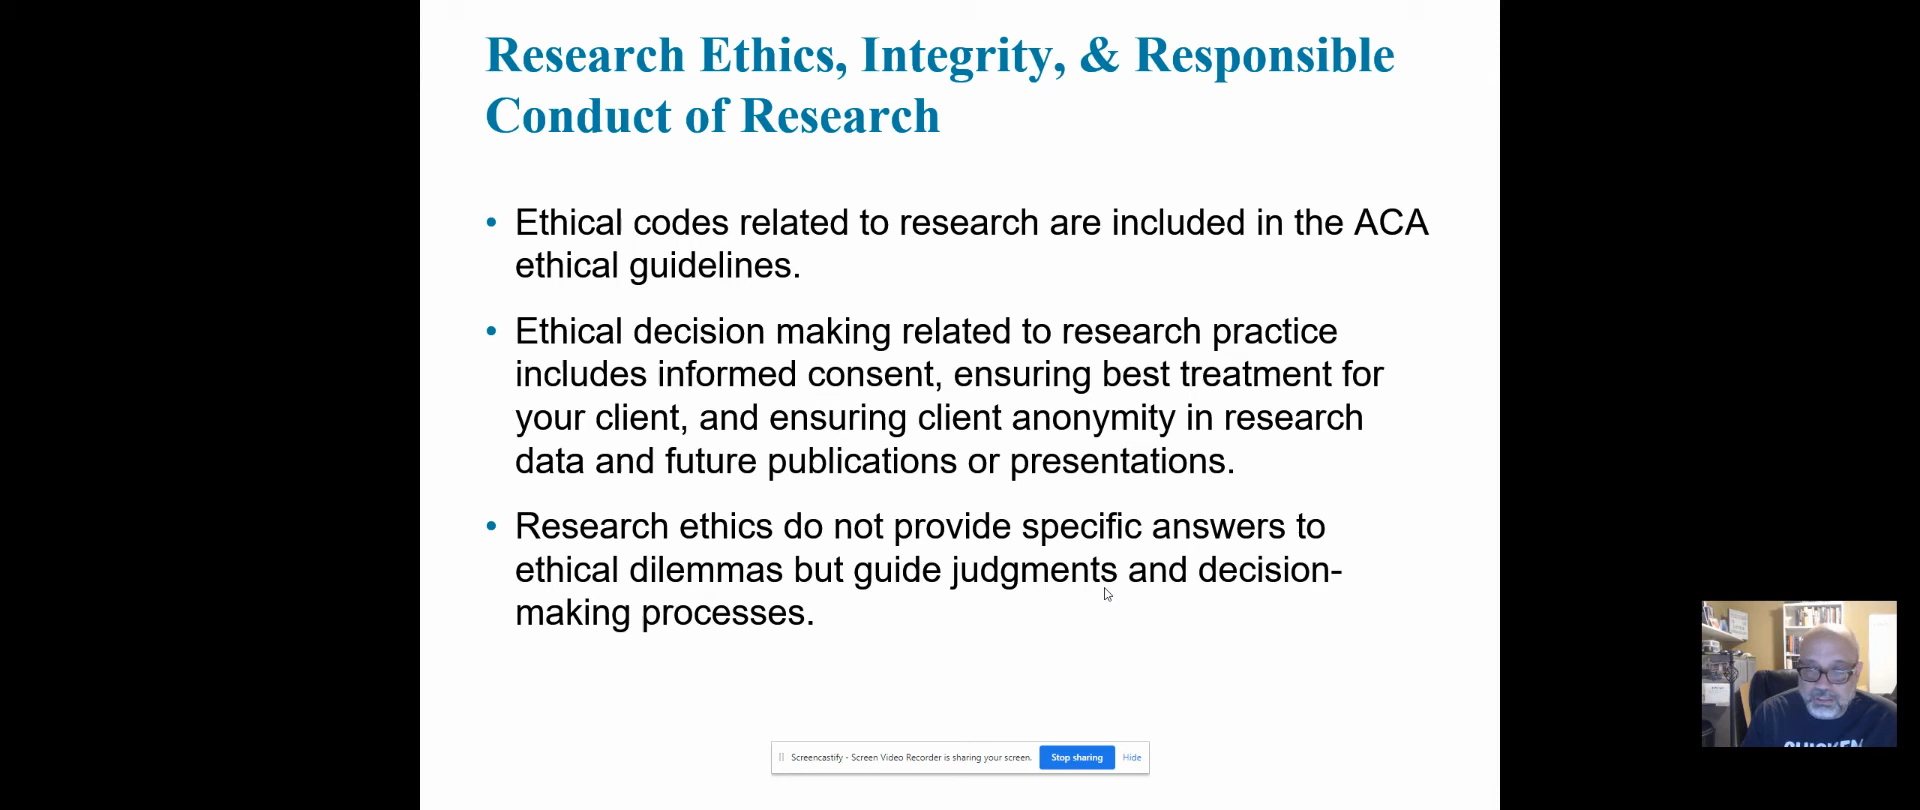 Research Ethics, Integrity, & Responsible
Conduct of Research
• Ethical codes related to research are included in the ACA
ethical guidelines.
• Ethical decision making related to research practice
includes informed consent, ensuring best treatment for
your client, and ensuring client anonymity in research
data and future publications or presentations.
• Research ethics do not provide specific answers to
ethical dilemmas but guide judgments and decision-
making processes.
Screencastify - Screen Video Recorder is sharing your screen. Stop sharing Hide
CHICKEN